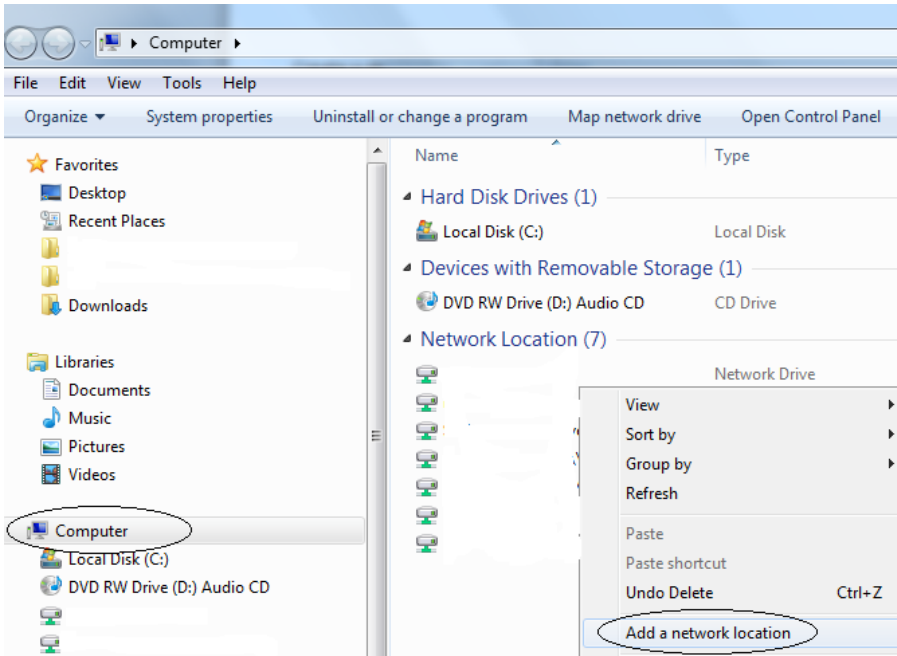 Computer
File Edit View Tools Help
Organize System properties Uninstall or change a program Map network drive Open Control Panel
Favorites
Desktop
Recent Places
Downloads
Libraries
Documents
Music
Pictures
Videos
Computer
Local Disk (C:)
DVD RW Drive (D:) Audio CD
Name Type
Hard Disk Drives (1)
Local Disk (C:) Local Disk
Devices with Removable Storage (1)
DVD RW Drive (D:) Audio CD CD Drive
Network Location (7)
Network Drive
View
Sort by
Group by
Refresh
Paste
Paste shortcut
Undo Delete Ctrl+Z
Add a network location